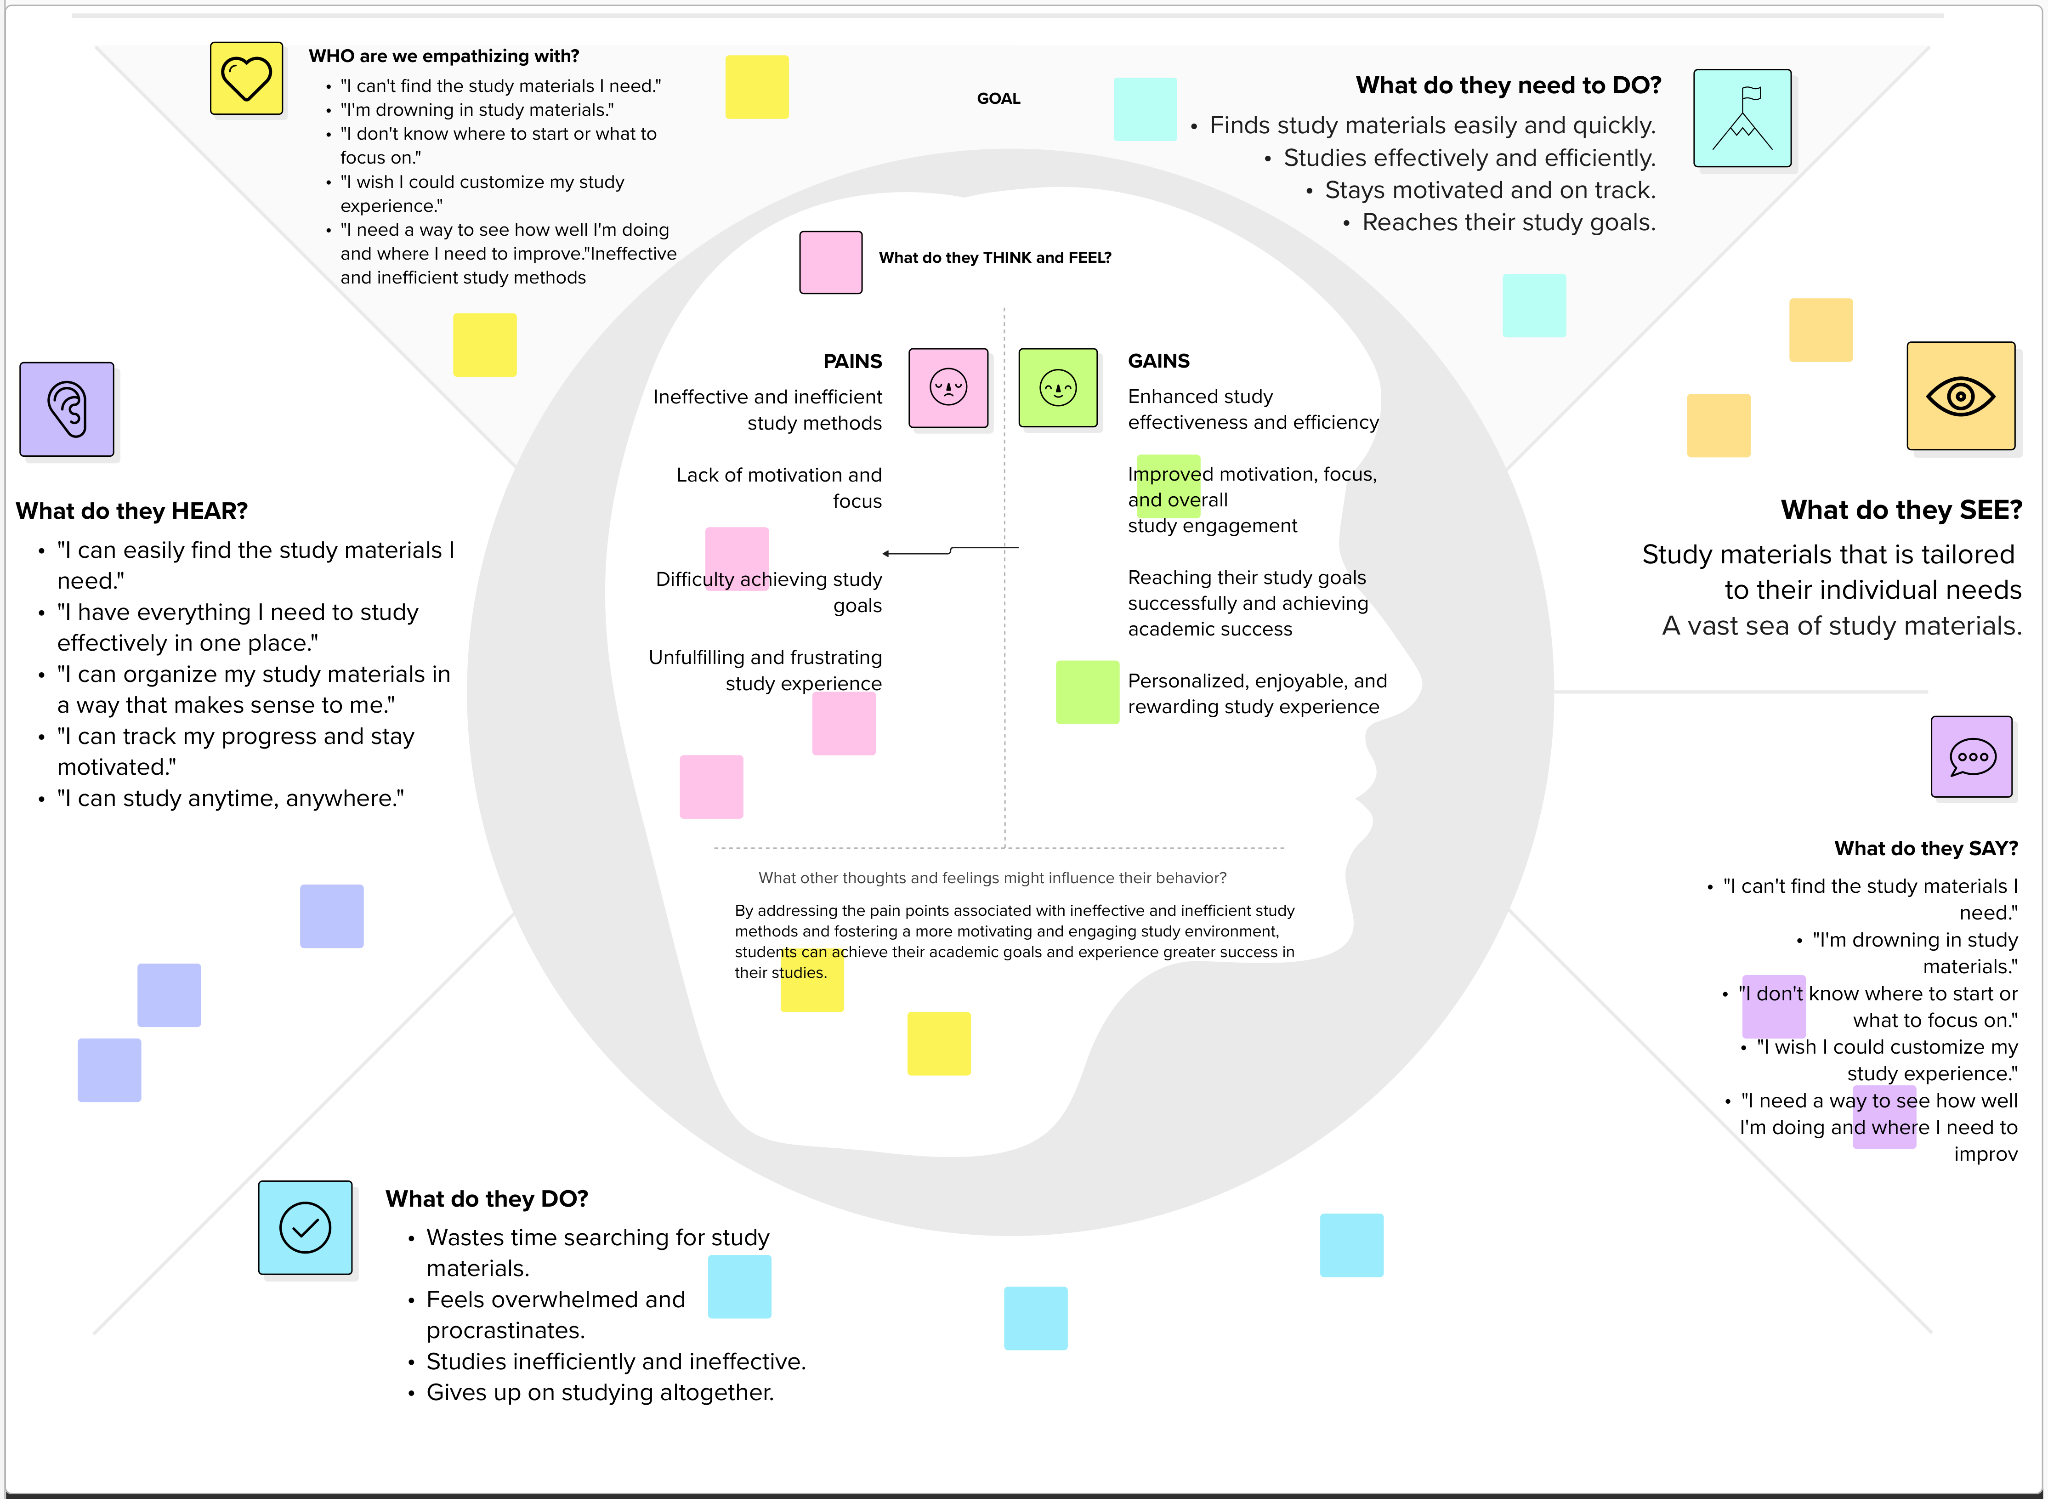 WHO are we empathizing with?
• "I can't find the study materials I need."
• "I'm drowning in study materials."
• "I don't know where to start or what to
focus on."
• "I wish I could customize my study
experience."
• "I need a way to see how well I'm doing
and where I need to improve."Ineffective
and inefficient study methods
GOAL
What do they need to DO?
• Finds study materials easily and quickly.
• Studies effectively and efficiently.
• Stays motivated and on track.
• Reaches their study goals.
What do they THINK and FEEL?
PAINS
Ineffective and inefficient
study methods
Lack of motivation and
focus
Difficulty achieving study
goals
Unfulfilling and frustrating
study experience
GAINS
Enhanced study
effectiveness and efficiency
Improved motivation, focus,
and overall
study engagement
Reaching their study goals
successfully and achieving
academic success
Personalized, enjoyable, and
rewarding study experience
What do they HEAR?
• "I can easily find the study materials I
need."
• "I have everything I need to study
effectively in one place."
• "I can organize my study materials in
a way that makes sense to me."
• "I can track my progress and stay
motivated."
• "I can study anytime, anywhere."
What do they SEE?
Study materials that is tailored
to their individual needs
A vast sea of study materials.
What do they SAY?
• "I can't find the study materials I
need."
• "I'm drowning in study
materials."
• "I don't know where to start or
what to focus on."
• "I wish I could customize my
study experience."
• "I need a way to see how well
I'm doing and where I need to
improv
What other thoughts and feelings might influence their behavior?
By addressing the pain points associated with ineffective and inefficient study
methods and fostering a more motivating and engaging study environment,
students can achieve their academic goals and experience greater success in
their studies.
What do they DO?
• Wastes time searching for study
materials.
• Feels overwhelmed and
procrastinates.
• Studies inefficiently and ineffective.
• Gives up on studying altogether.